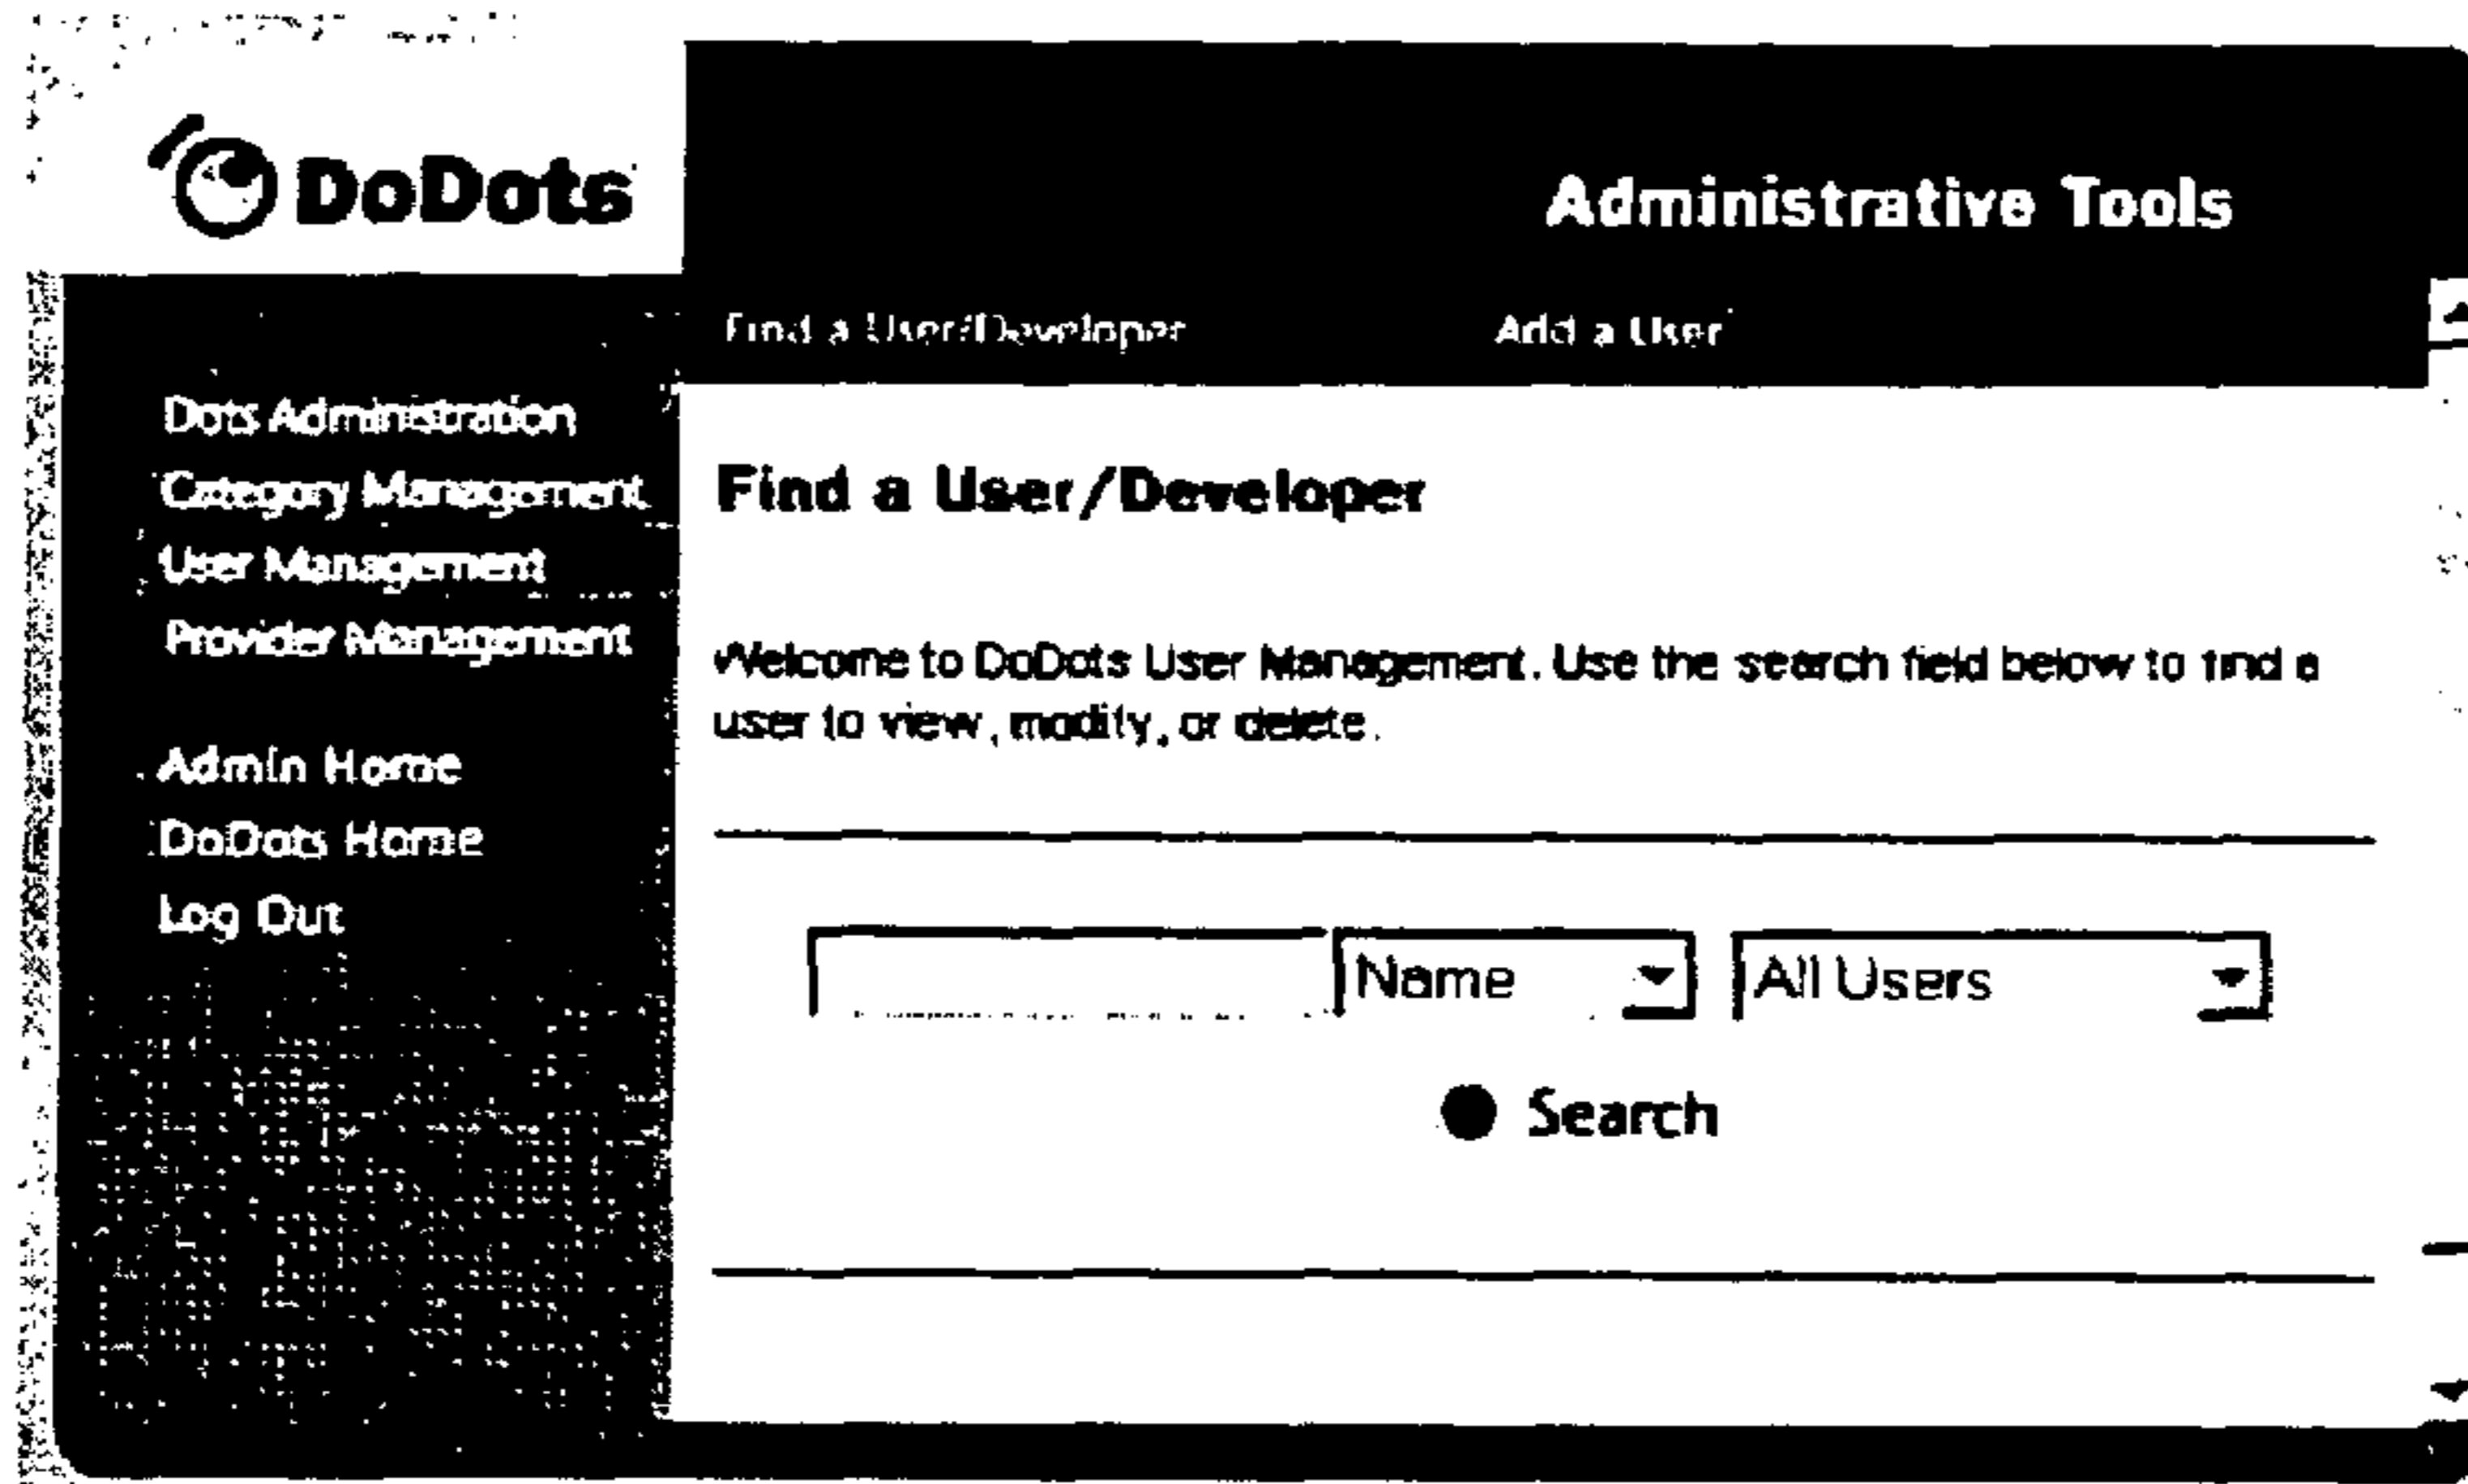 DoDots
Administrative Tools
Find a User/Developer
Add a User
Dots Administration
Category Management
User Management
Provider Management
Admin Home
DoDots Home
Log Out
Find a User/Developer
Welcome to DoDots User Management. Use the search field below to find a
user to view, modify, or delete.
Name
All Users
Search